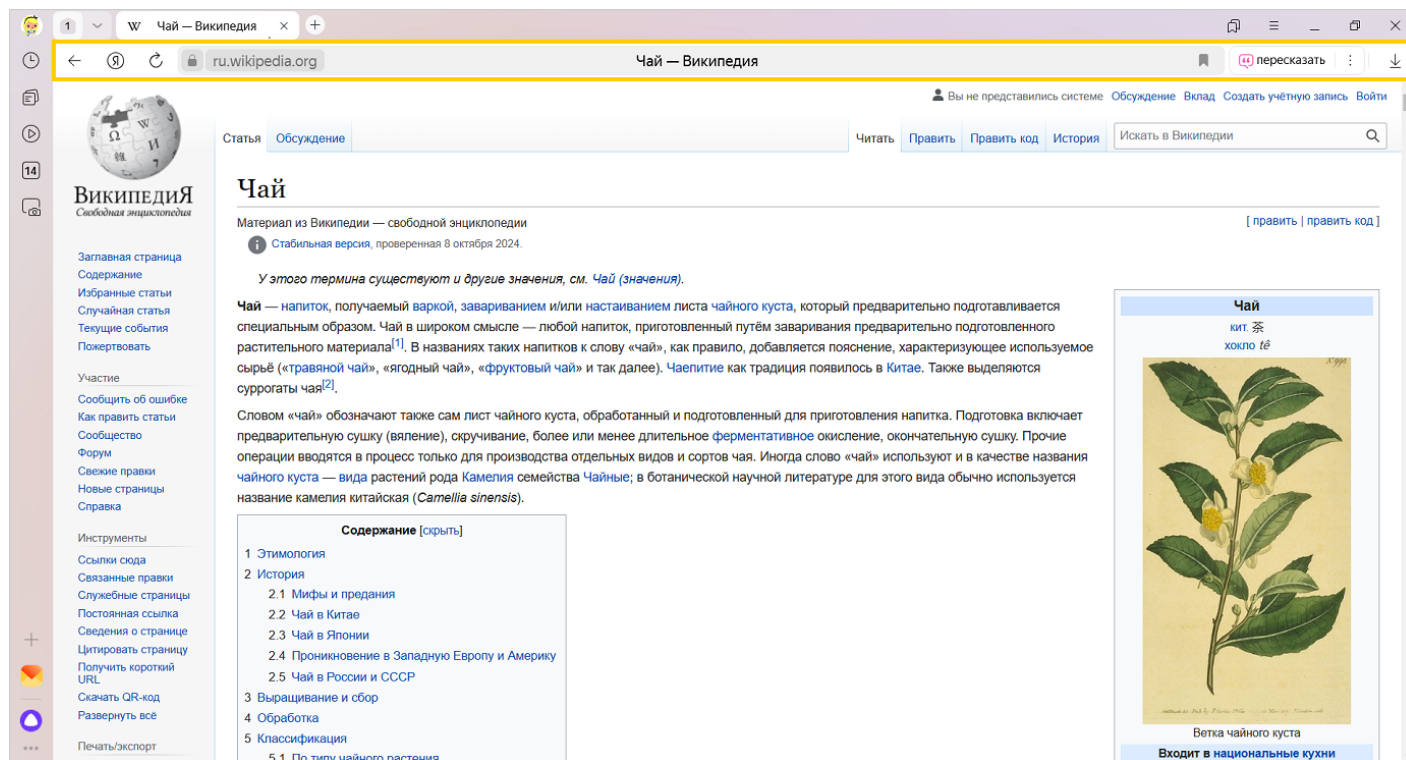 1
W Чай — Википедия
Я
ru.wikipedia.org
Чай — Википедия
пересказать
14
Вы не представились системе Обсуждение Вклад Создать учётную запись Войти
Статья Обсуждение
Читать Править Править код История
Искать в Википедии
ВикипедиЯ
Свободная энциклопедия
Заглавная страница
Содержание
Избранные статьи
Случайная статья
Текущие события
Пожертвовать
Участие
Сообщить об ошибке
Как править статьи
Сообщество
Форум
Свежие правки
Новые страницы
Справка
Инструменты
Ссылки сюда
Связанные правки
Служебные страницы
Постоянная ссылка
Сведения о странице
Цитировать страницу
Получить короткий
URL
Скачать QR-код
Развернуть всё
Печать/экспорт
Чай
Материал из Википедии — свободной энциклопедии
[ править | править код ]
Стабильная версия, проверенная 8 октября 2024.
У этого термина существуют и другие значения, см. Чай (значения).
Чай — напиток, получаемый варкой, завариванием и/или настаиванием листа чайного куста, который предварительно подготавливается
специальным образом. Чай в широком смысле — любой напиток, приготовленный путём заваривания предварительно подготовленного
растительного материала[1]. В названиях таких напитков к слову «чай», как правило, добавляется пояснение, характеризующее используемое
сырьё («травяной чай», «ягодный чай», «фруктовый чай» и так далее). Чаепитие как традиция появилось в Китае. Также выделяются
суррогаты чая[2].
Словом «чай» обозначают также сам лист чайного куста, обработанный и подготовленный для приготовления напитка. Подготовка включает
предварительную сушку (вяление), скручивание, более или менее длительное ферментативное окисление, окончательную сушку. Прочие
операции вводятся в процесс только для производства отдельных видов и сортов чая. Иногда слово «чай» используют и в качестве названия
чайного куста — вида растений рода Камелия семейства Чайные; в ботанической научной литературе для этого вида обычно используется
название камелия китайская (Camellia sinensis).
Содержание [скрыть]
1 Этимология
2 История
2.1 Мифы и предания
2.2 Чай в Китае
2.3 Чай в Японии
2.4 Проникновение в Западную Европу и Америку
2.5 Чай в России и СССР
3 Выращивание и сбор
4 Обработка
5 Классификация
5.1 По типу чайного растения
Чай
кит. 茶
хокло tê
Ветка чайного куста
Входит в национальные кухни